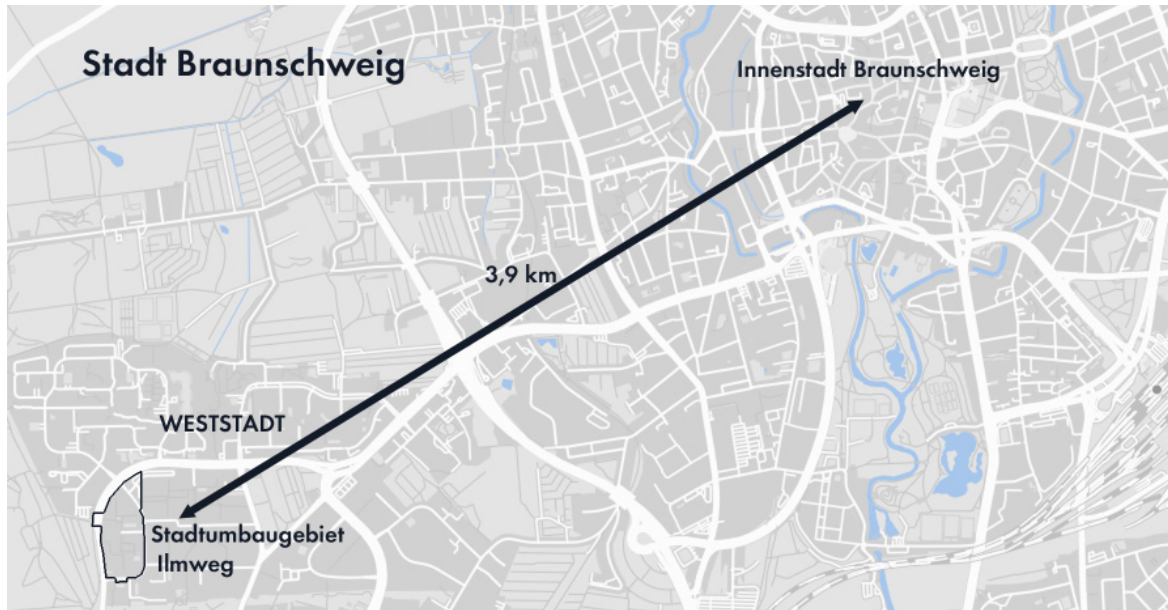 Stadt Braunschweig
Innenstadt Braunschweig
3,9 km
WESTSTADT
Stadtumbaugebiet
Ilmweg